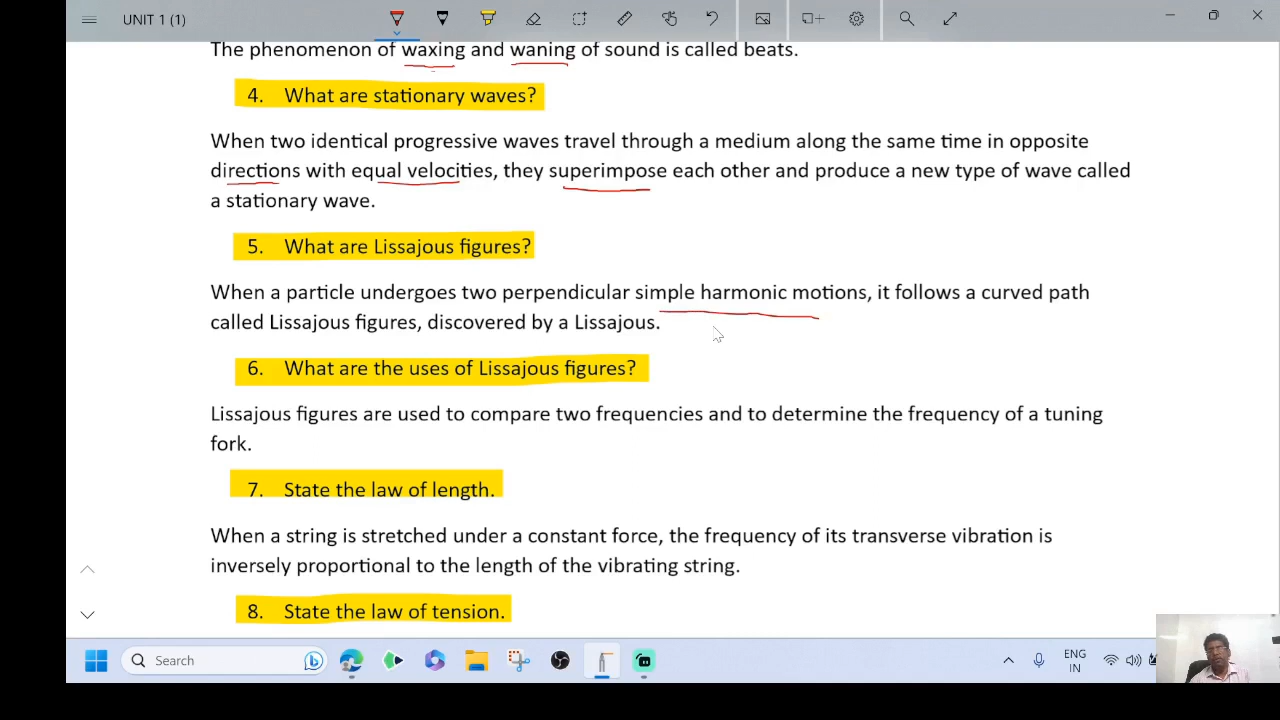 UNIT 1 (1)
The phenomenon of waxing and waning of sound is called beats.
4. What are stationary waves?
When two identical progressive waves travel through a medium along the same time in opposite
directions with equal velocities, they superimpose each other and produce a new type of wave called
a stationary wave.
5. What are Lissajous figures?
When a particle undergoes two perpendicular simple harmonic motions, it follows a curved path
called Lissajous figures, discovered by a Lissajous.
6. What are the uses of Lissajous figures?
Lissajous figures are used to compare two frequencies and to determine the frequency of a tuning
fork.
7. State the law of length.
When a string is stretched under a constant force, the frequency of its transverse vibration is
inversely proportional to the length of the vibrating string.
8. State the law of tension.
Search
ENG
IN